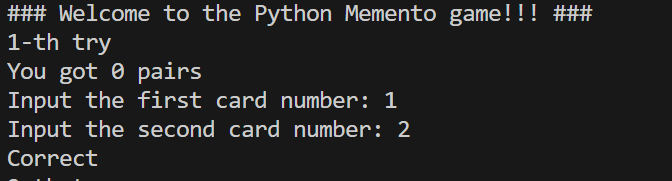 ### Welcome to the Python Memento game!!! ###
1-th try
You got 0 pairs
Input the first card number: 1
Input the second card number: 2
Correct